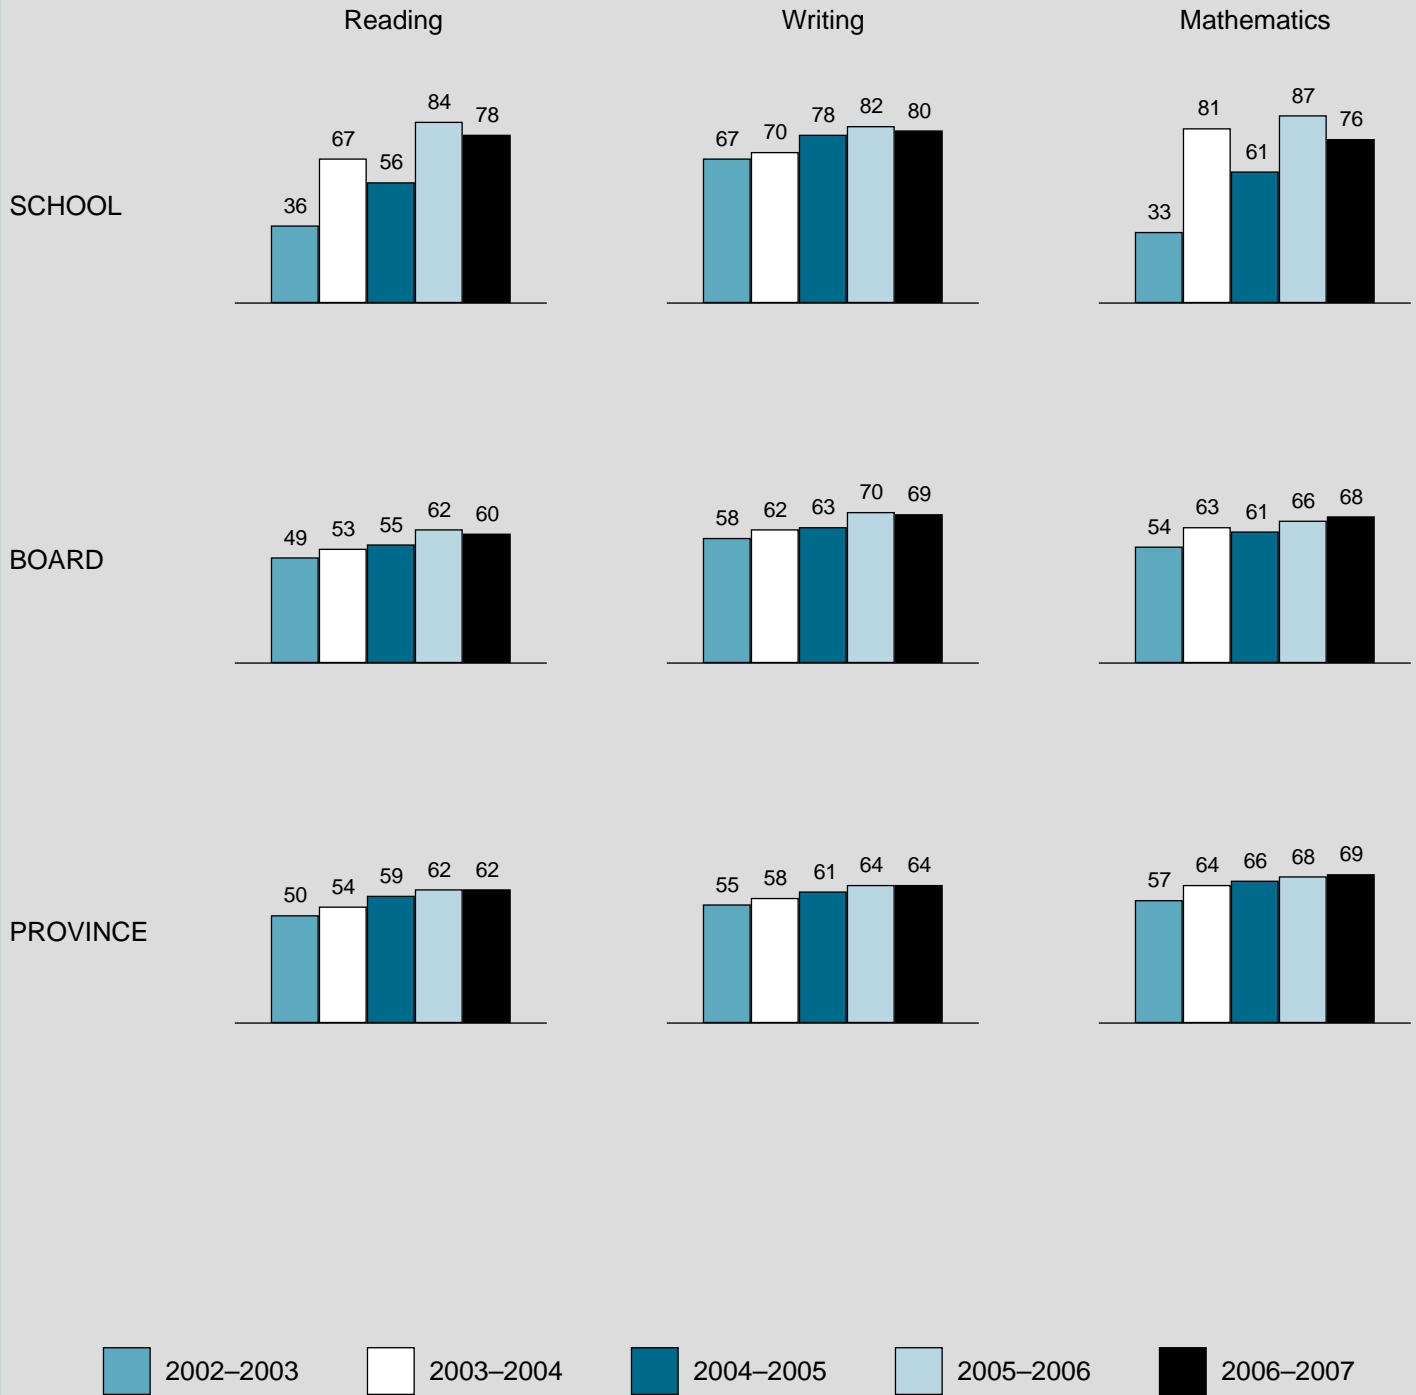 Reading Writing Mathematics
SCHOOL
36 67 56 84 78
67 70 78 82 80
33 81 61 87 76
BOARD
49 53 55 62 60
58 62 63 70 69
54 63 61 66 68
PROVINCE
50 54 59 62 62
55 58 61 64 64
57 64 66 68 69
2002–2003 2003–2004 2004–2005 2005–2006 2006–2007